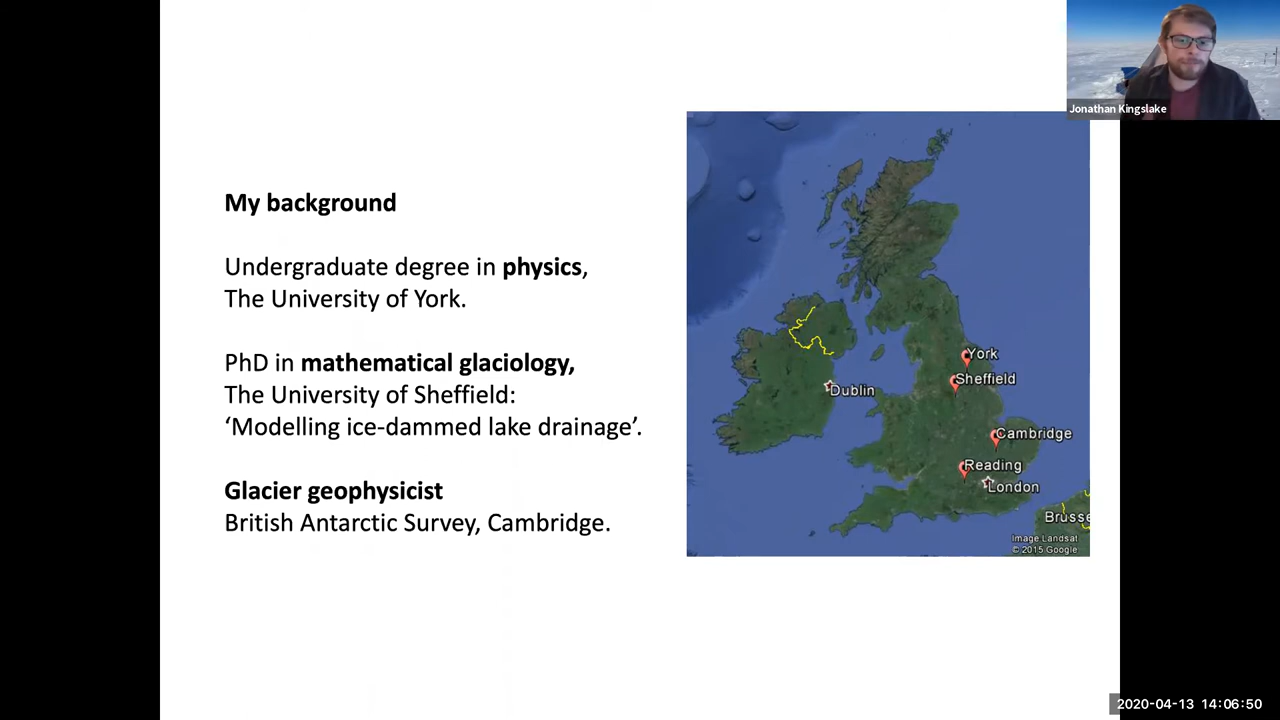 Jonathan Kingslake
My background
Undergraduate degree in physics,
The University of York.
PhD in mathematical glaciology,
The University of Sheffield:
‘Modelling ice-dammed lake drainage’.
Glacier geophysicist
British Antarctic Survey, Cambridge.
York
Sheffield
Dublin
Cambridge
Reading
London
Brusse
Image Landsat
© 2015 Google
2020-04-13 14:06:50